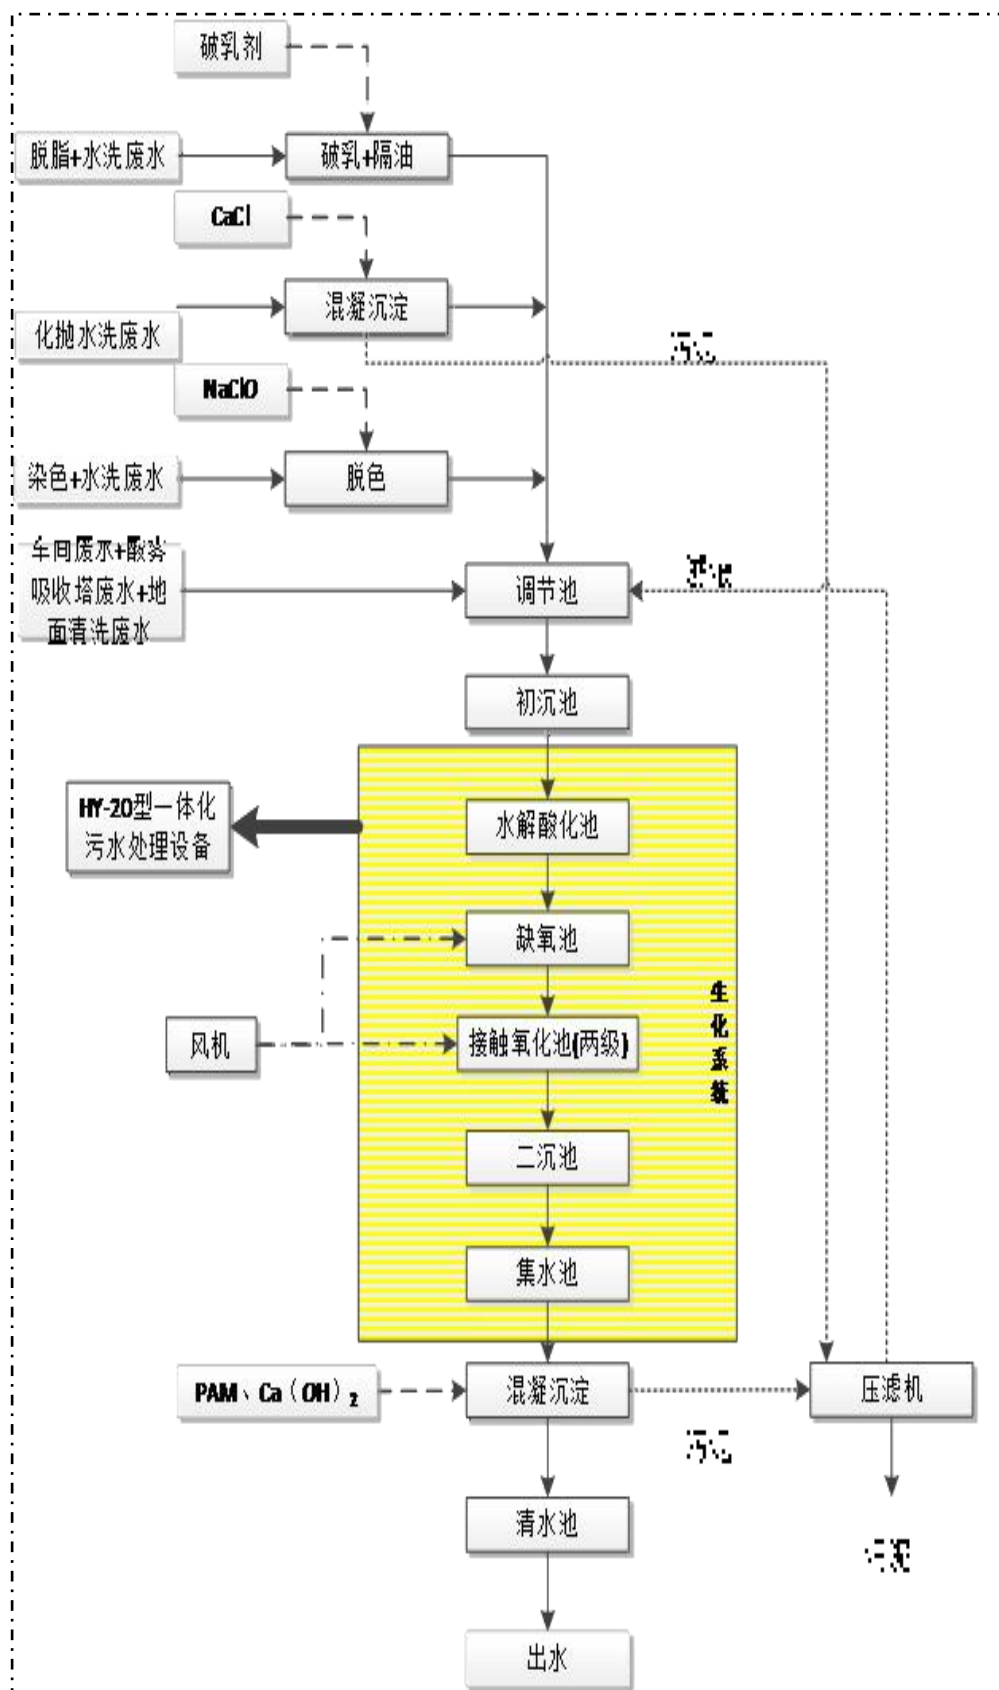 破乳剂
脱脂+水洗废水
破乳+隔油
CaCl
混凝沉淀
化抛水洗废水
污泥
NaClO
染色+水洗废水
脱色
车间废水+酸雾
吸收塔废水+地
面清洗废水
调节池
初沉池
HY-20型一体化
污水处理设备
水解酸化池
缺氧池
生
化
系
统
风机
接触氧化池(两级)
二沉池
集水池
PAM、Ca（OH）2
混凝沉淀
压滤机
污泥
清水池
出水